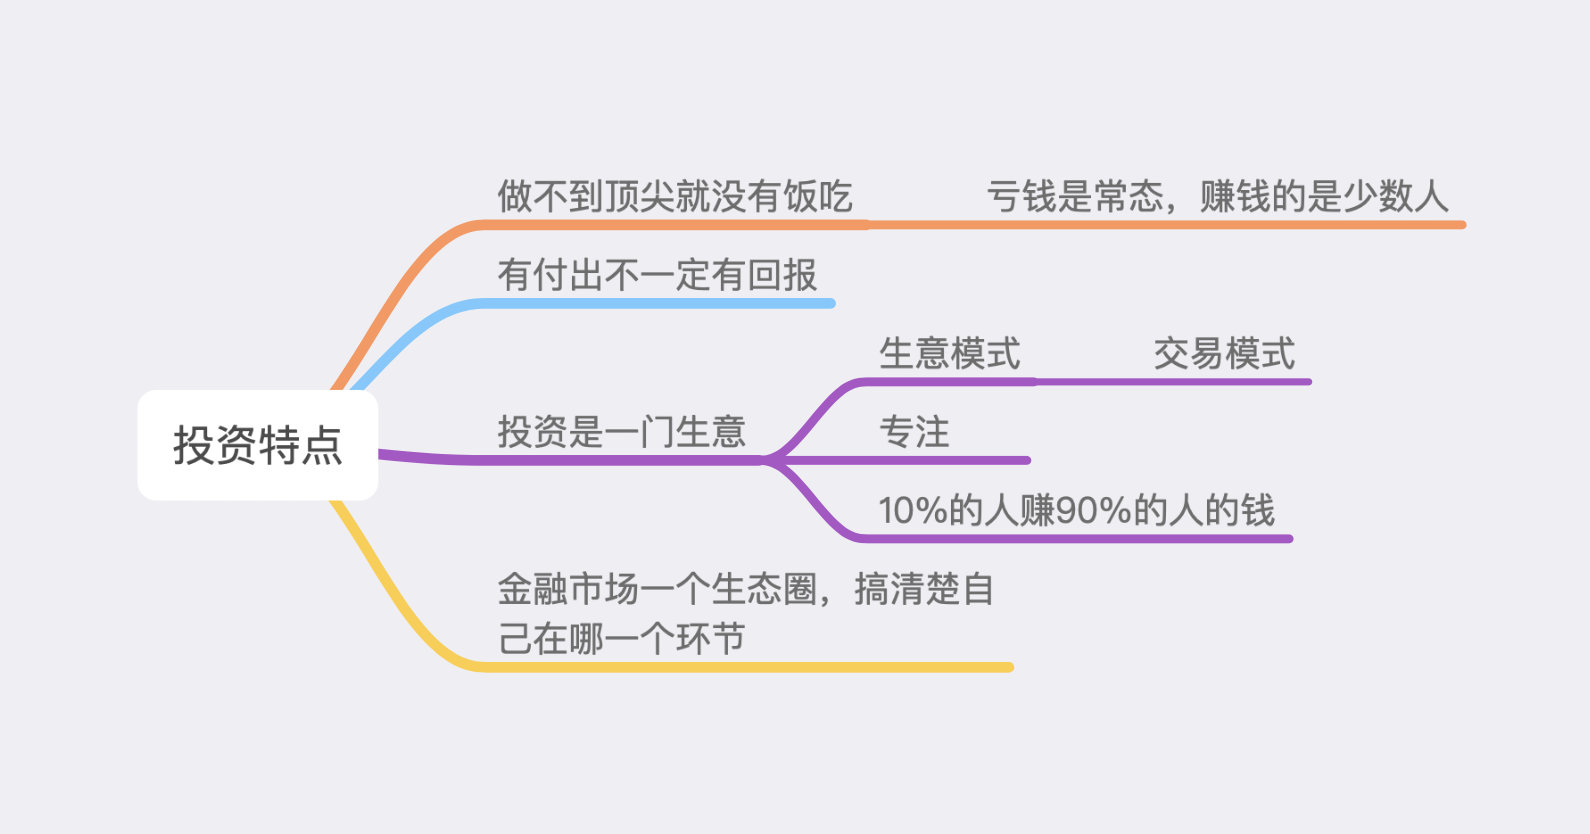 做不到顶尖就没有饭吃
亏钱是常态，赚钱的是少数人
有付出不一定有回报
生意模式
交易模式
投资特点
投资是一门生意
专注
10%的人赚90%的人的钱
金融市场一个生态圈，搞清楚自
己在哪一个环节